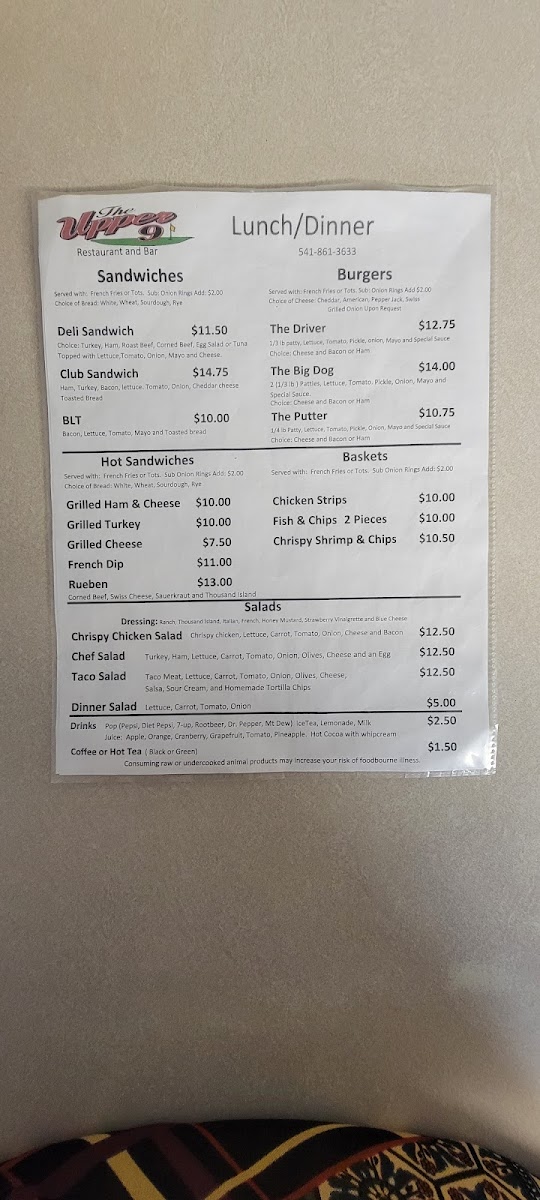 The
Upper 9
Restaurant and Bar
Lunch/Dinner
541-861-3633
Sandwiches
Served with: French Fries or Tots. Sub: Onion Rings Add: $2.00
Choice of Bread: White, Wheat, Sourdough, Rye
Deli Sandwich $11.50
Choice: Turkey, Ham, Roast Beef, Corned Beef, Egg Salad or Tuna
Topped with Lettuce, Tomato, Onion, Mayo and Cheese.
Club Sandwich $14.75
Ham, Turkey, Bacon, lettuce, Tomato, Onion, Cheddar cheese
Toasted Bread
BLT $10.00
Bacon, Lettuce, Tomato, Mayo and Toasted bread
Burgers
Served with: French Fries or Tots. Sub: Onion Rings Add $2.00
Choice of Cheese: Cheddar, American, Pepper Jack, Swiss
Grilled Onion Upon Request
The Driver $12.75
1/3 lb patty, Lettuce, Tomato, Pickle, onion, Mayo and Special Sauce
Choice: Cheese and Bacon or Ham
The Big Dog $14.00
2 (1/3 lb) Patties, Lettuce, Tomato, Pickle, Onion, Mayo and
Special Sauce.
Choice: Cheese and Bacon or Ham
The Putter $10.75
1/4 lb Patty, Lettuce, Tomato, Pickle, Onion, Mayo and Special Sauce
Choice: Cheese and Bacon or Ham
Hot Sandwiches
Served with: French Fries or Tots. Sub Onion Rings Add: $2.00
Choice of Bread: White, Wheat, Sourdough, Rye
Grilled Ham & Cheese $10.00
Grilled Turkey $10.00
Grilled Cheese $7.50
French Dip $11.00
Rueben $13.00
Corned Beef, Swiss Cheese, Sauerkraut and Thousand Island
Baskets
Served with: French Fries or Tots. Sub Onion Rings Add: $2.00
Chicken Strips $10.00
Fish & Chips 2 Pieces $10.00
Chrispy Shrimp & Chips $10.50
Salads
Dressing: Ranch, Thousand Island, Italian, French, Honey Mustard, Strawberry Vinaigrette and Blue Cheese
Chrispy Chicken Salad Chrispy chicken, Lettuce, Carrot, Tomato, Onion, Cheese and Bacon $12.50
Chef Salad Turkey, Ham, Lettuce, Carrot, Tomato, Onion, Olives, Cheese and an Egg $12.50
Taco Salad Taco Meat, Lettuce, Carrot, Tomato, Onion, Olives, Cheese, $12.50
Salsa, Sour Cream, and Homemade Tortilla Chips
Dinner Salad Lettuce, Carrot, Tomato, Onion $5.00
Drinks Pop (Pepsi, Diet Pepsi, 7-up, Rootbeer, Dr. Pepper, Mt Dew) IceTea, Lemonade, Milk $2.50
Juice: Apple, Orange, Cranberry, Grapefruit, Tomato, Pineapple. Hot Cocoa with whipcream
Coffee or Hot Tea ( Black or Green) $1.50
Consuming raw or undercooked animal products may increase your risk of foodbourne illness.